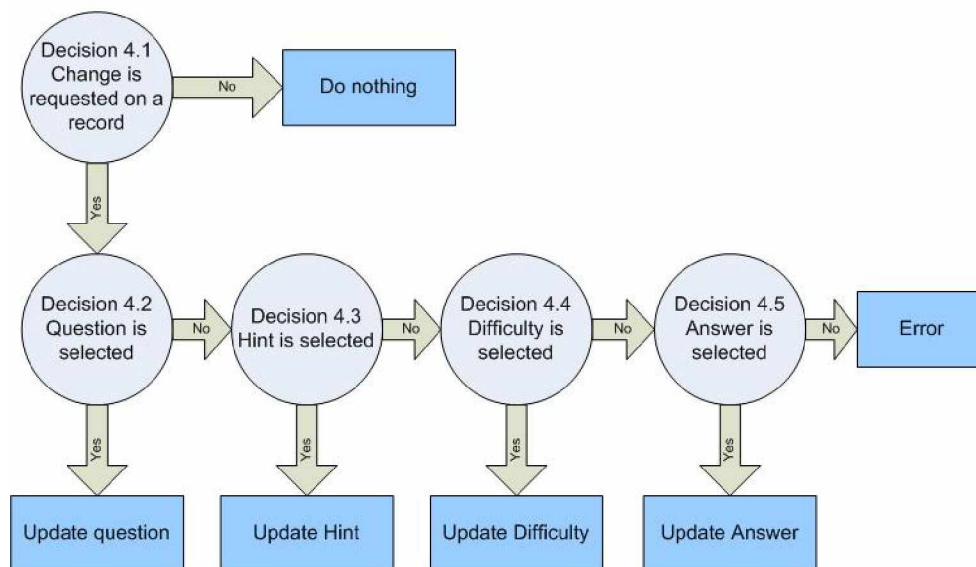 Decision 4.1
Change is
requested on a
record
No
Do nothing
Yes
Decision 4.2
Question is
selected
No
Decision 4.3
Hint is selected
No
Decision 4.4
Difficulty is
selected
No
Decision 4.5
Answer is
selected
No
Error
Yes
Yes
Yes
Yes
Update question
Update Hint
Update Difficulty
Update Answer